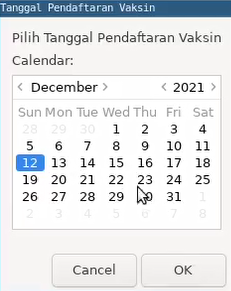 Tanggal Pendaftaran Vaksin
Pilih Tanggal Pendaftaran Vaksin
Calendar:
< December > < 2021 >
Sun Mon Tue Wed Thu Fri Sat
28 29 30 1 2 3 4
5 6 7 8 9 10 11
12 13 14 15 16 17 18
19 20 21 22 23 24 25
26 27 28 29 30 31 1
2 3 4 5 6 7 8
Cancel OK